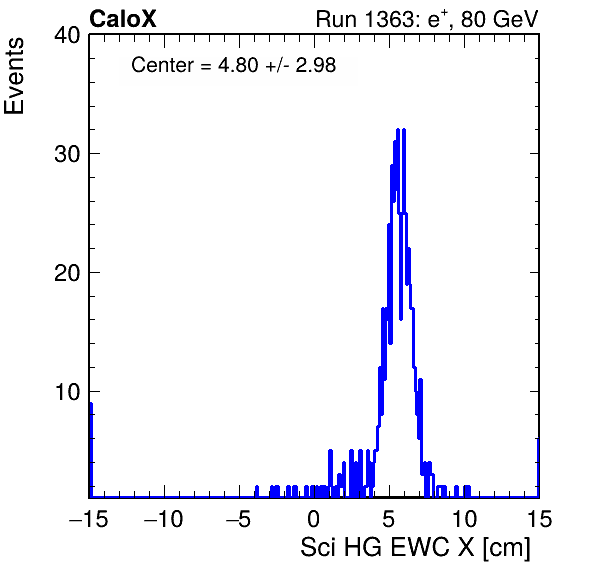 CaloX Run 1363: e⁺, 80 GeV
Events
Center = 4.80 +/- 2.98
40
30
20
10
−15 −10 −5 0 5 10 15
Sci HG EWC X [cm]